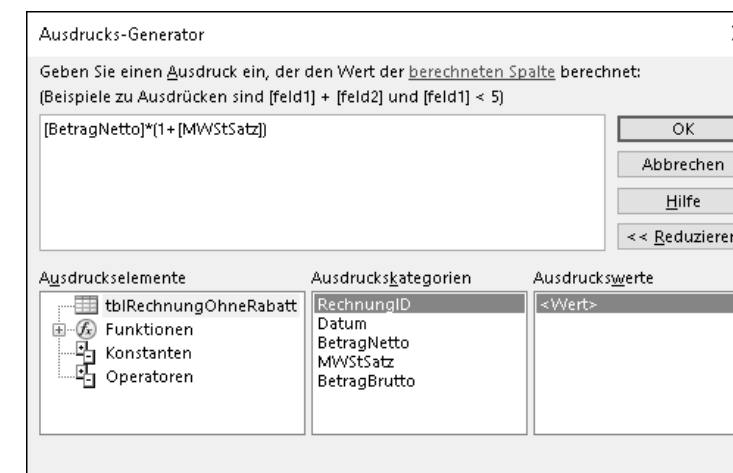 Ausdrucks-Generator
Geben Sie einen Ausdruck ein, der den Wert der berechneten Spalte berechnet:
(Beispiele zu Ausdrücken sind [feld1] + [feld2] und [feld1] < 5)
[BetragNetto]*(1+[MWStSatz])
OK
Abbrechen
Hilfe
<< Reduzieren
Ausdruckselemente
tblRechnungOhneRabatt
Funktionen
Konstanten
Operatoren
Ausdruckskategorien
RechnungID
Datum
BetragNetto
MWStSatz
BetragBrutto
Ausdruckswerte
<Wert>